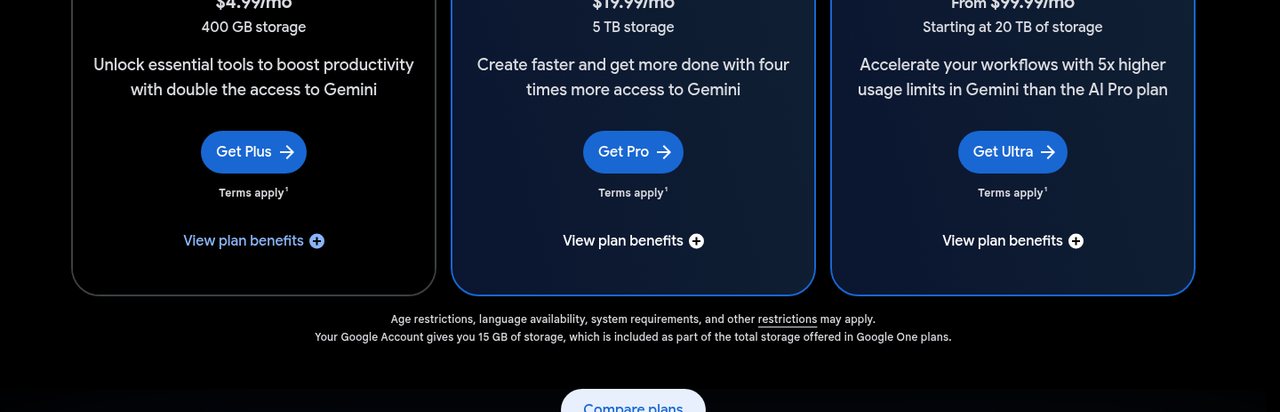 $4.99/mo
400 GB storage
Unlock essential tools to boost productivity
with double the access to Gemini
Get Plus
Terms apply¹
View plan benefits
$19.99/mo
5 TB storage
Create faster and get more done with four
times more access to Gemini
Get Pro
Terms apply¹
View plan benefits
From $99.99/mo
Starting at 20 TB of storage
Accelerate your workflows with 5x higher
usage limits in Gemini than the AI Pro plan
Get Ultra
Terms apply¹
View plan benefits
Age restrictions, language availability, system requirements, and other restrictions may apply.
Your Google Account gives you 15 GB of storage, which is included as part of the total storage offered in Google One plans.
Compare plans